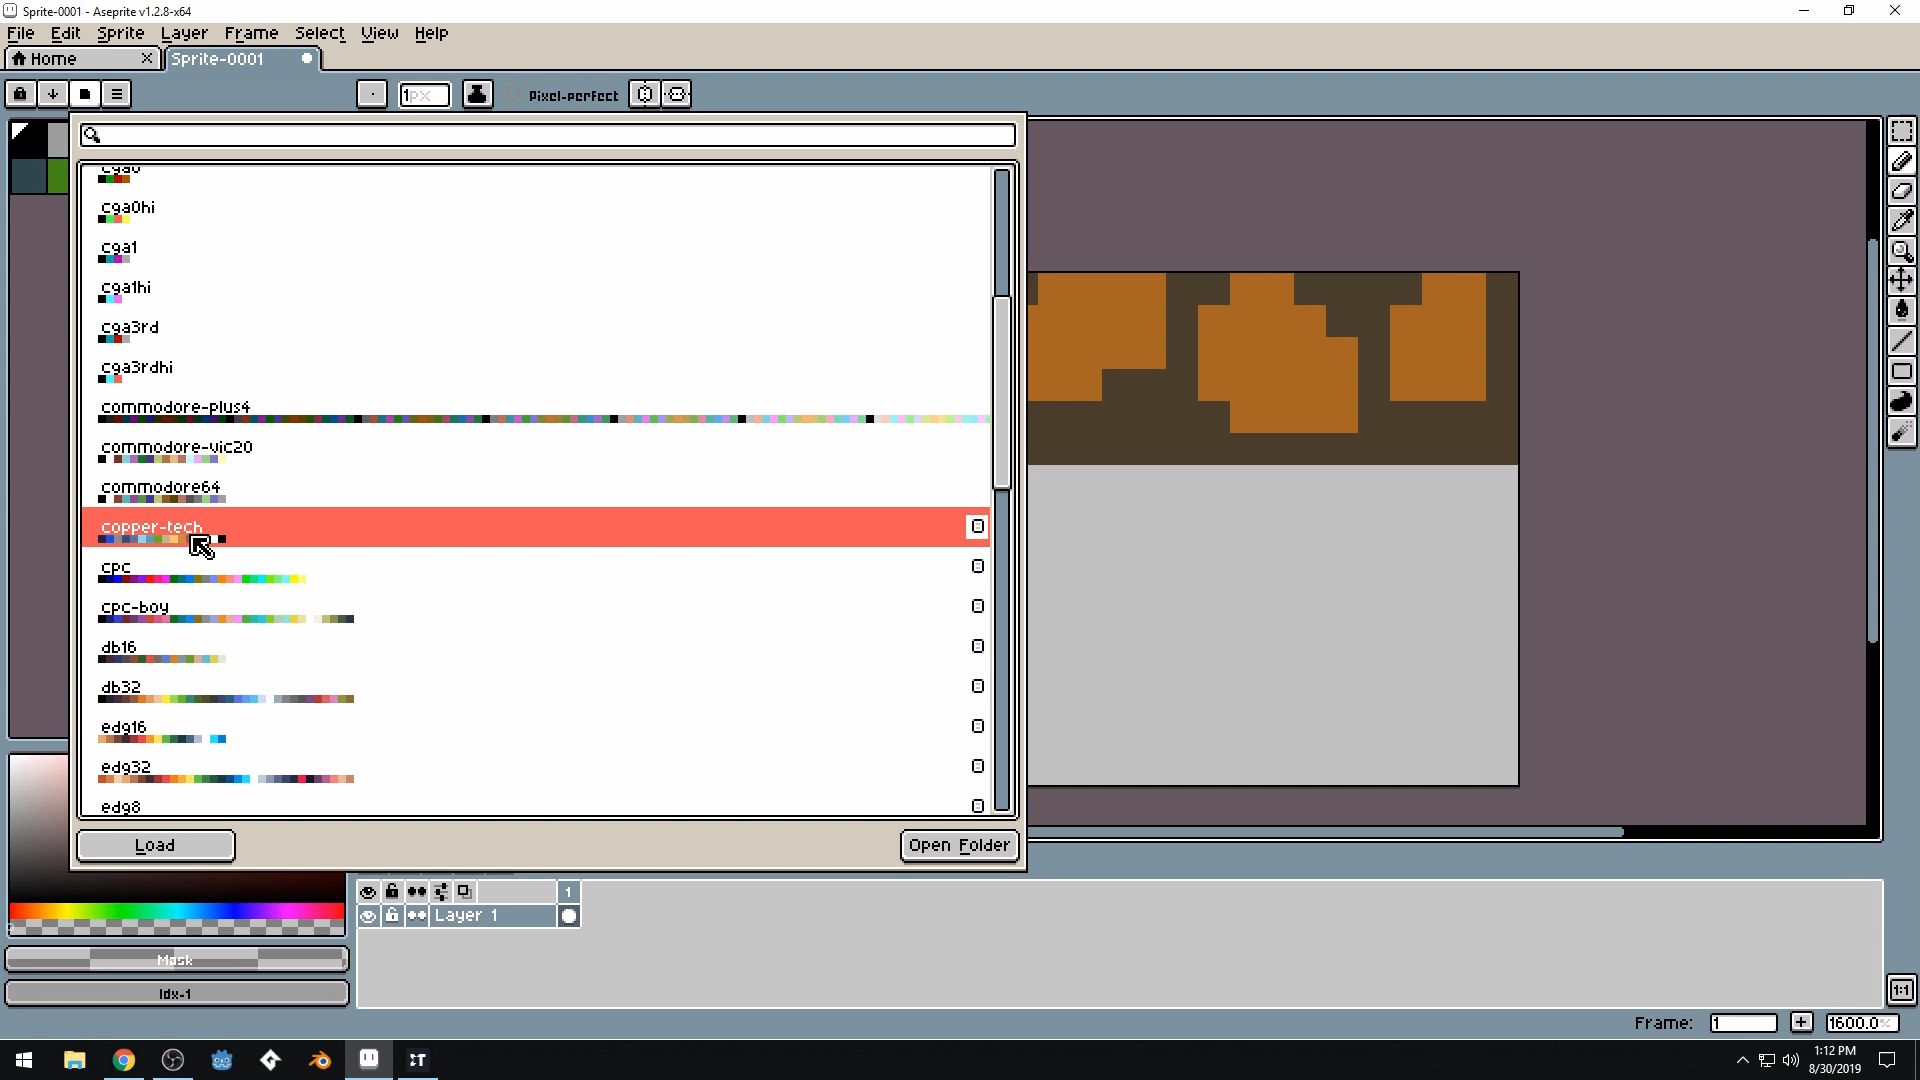 Sprite-0001 - Aseprite v1.2.8-x64
File Edit Sprite Layer Frame Select View Help
Home
Sprite-0001
1px
Pixel-perfect
cga0
cga0hi
cga1
cga1hi
cga3rd
cga3rdhi
commodore-plus4
commodore-vic20
commodore64
copper-tech
cpc
cpc-boy
db16
db32
edg16
edg32
edg8
Load
Open Folder
1
Layer 1
Mask
Idx-1
1:1
Frame: 1
1600.0%
1:12 PM
8/30/2019